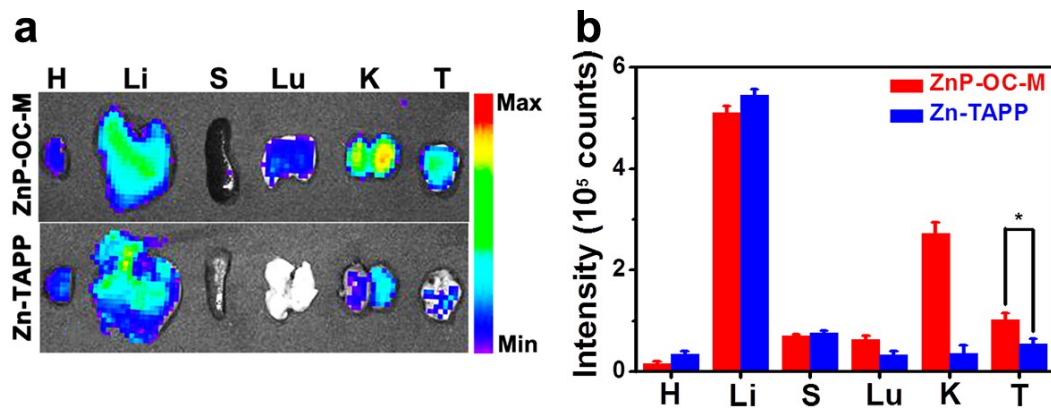 a
H Li S Lu K T
ZnP-OC-M
Zn-TAPP
Max
Min
b
Intensity (10⁵ counts)
6
4
2
0
ZnP-OC-M
Zn-TAPP
*
H Li S Lu K T